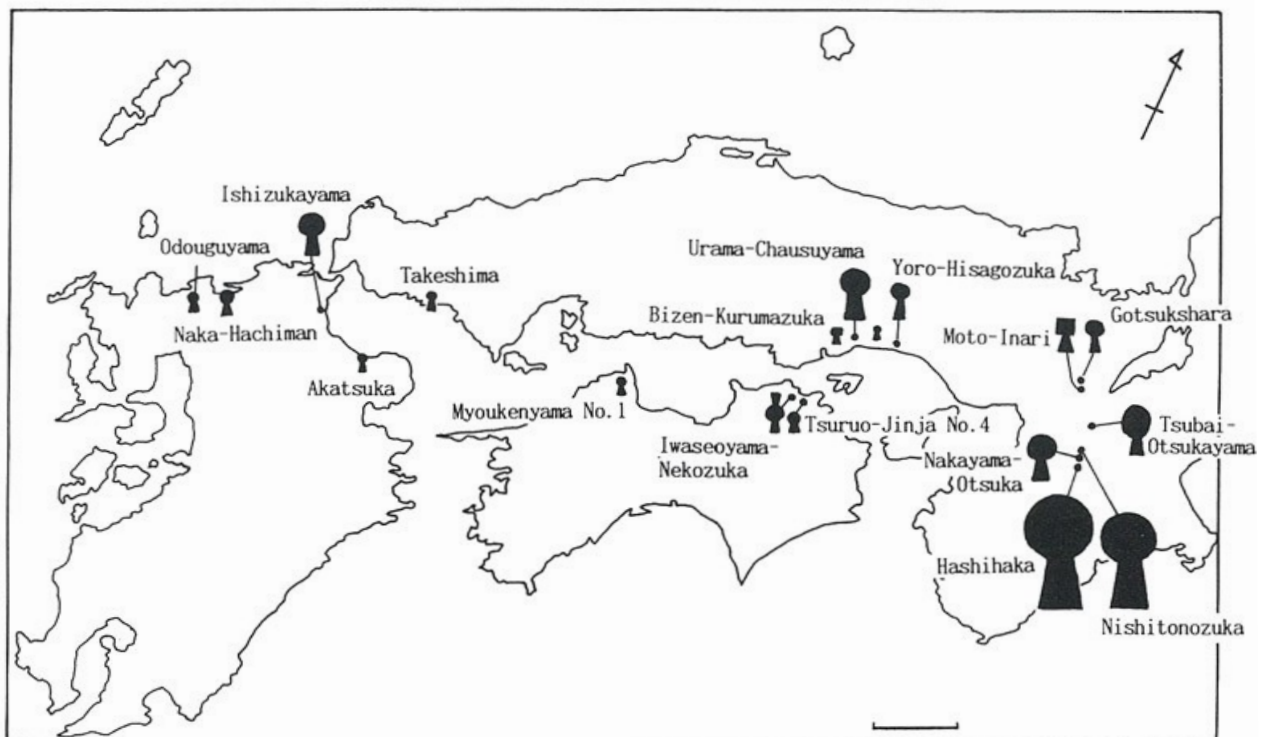 Ishizukayama
Odouguyama
Naka-Hachiman
Akatsuka
Takeshima
Urama-Chausuyama
Yoro-Hisagozuka
Bizen-Kurumazuka
Gotsukshara
Moto-Inari
Myoukenyama No.1
Tsuruo-Jinja No.4
Iwaseoyama-
Nekozuka
Tsubai-
Otsukayama
Nakayama-
Otsuka
Hashihaka
Nishitonozuka